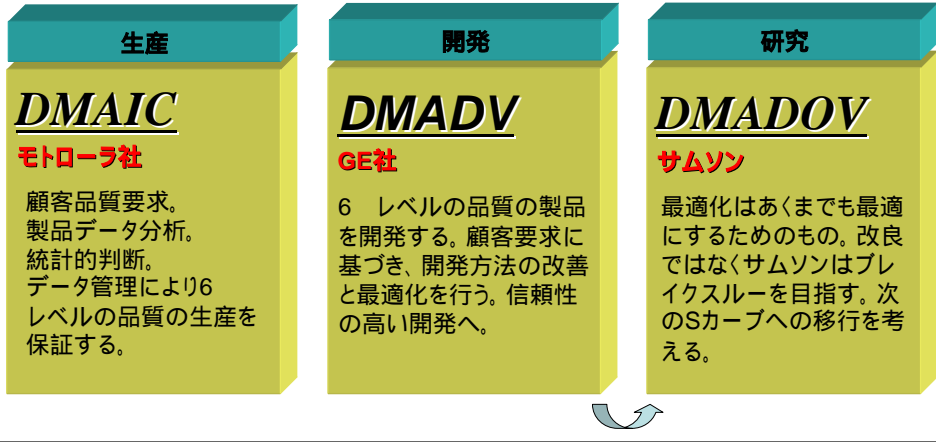 生産
DMAIC
モトローラ社
顧客品質要求。
製品データ分析。
統計的判断。
データ管理により6
レベルの品質の生産を
保証する。
開発
DMADV
GE社
6　レベルの品質の製品
を開発する。顧客要求に
基づき、開発方法の改善
と最適化を行う。信頼性
の高い開発へ。
研究
DMADOV
サムソン
最適化はあくまでも最適
にするためのもの。改良
ではなくサムソンはブレ
イクスルーを目指す。次
のSカーブへの移行を考
える。